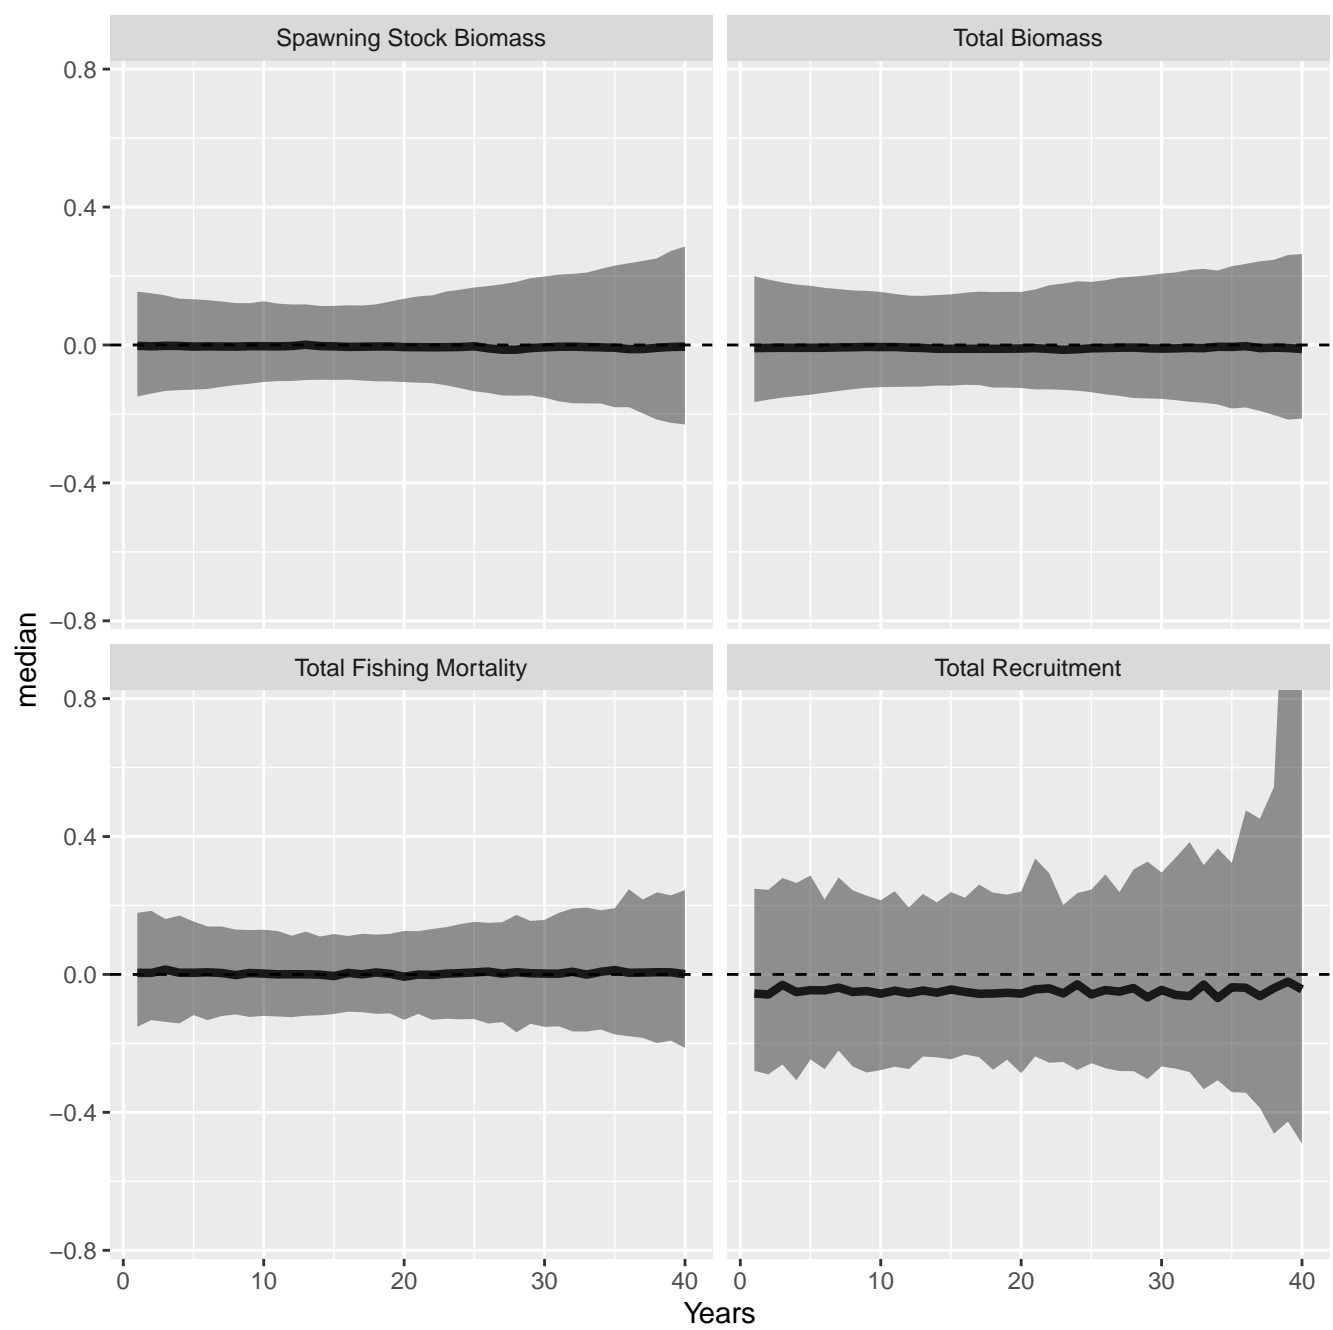 Spawning Stock Biomass
Total Biomass
0.8
0.4
0.0
−0.4
−0.8
median
Total Fishing Mortality
Total Recruitment
0.8
0.4
0.0
−0.4
−0.8
0 10 20 30 40
0 10 20 30 40
Years